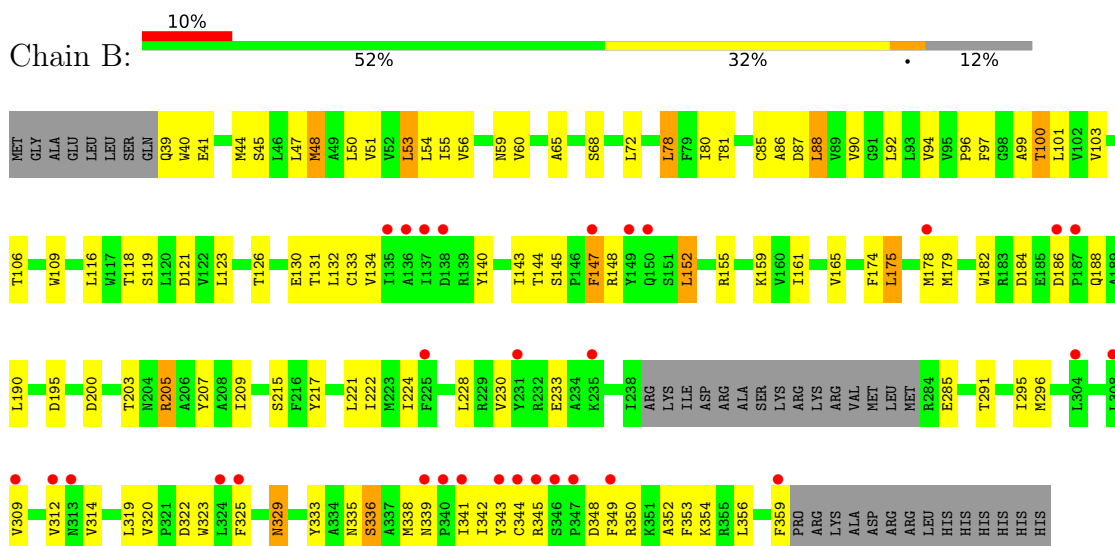 10%
Chain B:
52% 32% • 12%
MET GLY ALA GLU LEU LEU SER GLN Q39 W40 E41 M44 S45 L46 L47 M48 A49 L50 V51 V52 L53 L54 I55 V56 N59 V60 A65 S68 L72 L78 F79 I80 T81 C85 A86 D87 L88 V89 V90 G91 L92 L93 V94 V95 P96 F97 G98 A99 T100 L101 V102 V103
T106 W109 L116 W117 T118 S119 L120 D121 V122 L123 T126 E130 T131 L132 C133 V134 I135 A136 I137 D138 R139 Y140 I143 T144 S145 P146 F147 R148 Y149 Q150 S151 L152 R155 K159 V160 I161 V165 F174 L175 M178 M179 W182 R183 D184 E185 D186 P187 Q188 A189
L190 D195 D200 T203 N204 R205 A206 Y207 A208 I209 S215 F216 Y217 L221 I222 M223 I224 F225 L228 R229 V230 Y231 R232 E233 A234 K235 I238 ARG LYS ILE ASP ARG ALA SER LYS ARG LYS ARG VAL MET LEU MET R284 E285 T291 I295 M296 L304 L308
V309 V312 N313 V314 L319 V320 P321 D322 W323 L324 F325 N329 Y333 A334 N335 S336 A337 M338 N339 P340 I341 I342 Y343 C344 R345 S346 P347 D348 F349 R350 K351 A352 F353 K354 R355 L356 F359 PRO ARG LYS ALA ASP ARG ARG LEU HIS HIS HIS HIS HIS HIS